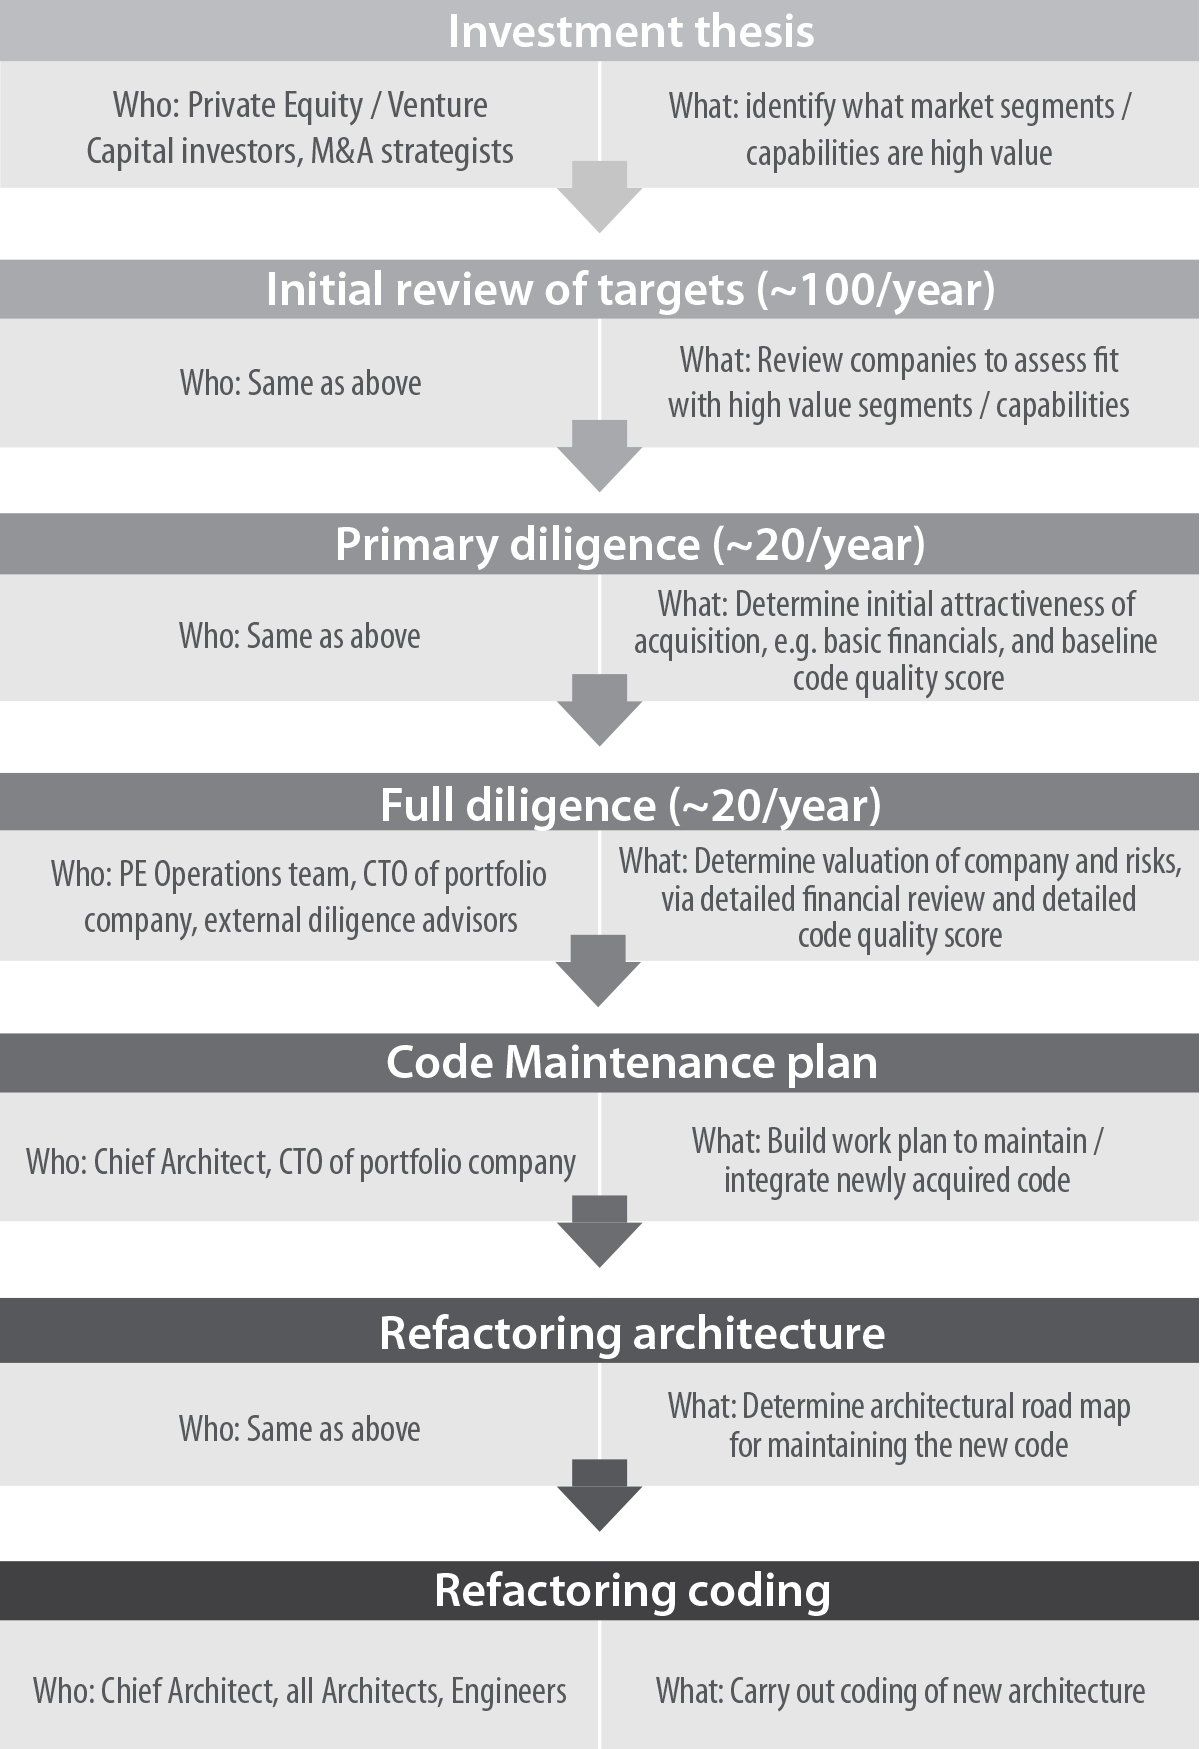 Investment thesis
Who: Private Equity / Venture
Capital investors, M&A strategists
What: identify what market segments /
capabilities are high value
Initial review of targets (~100/year)
Who: Same as above
What: Review companies to assess fit
with high value segments / capabilities
Primary diligence (~20/year)
Who: Same as above
What: Determine initial attractiveness of
acquisition, e.g. basic financials, and baseline
code quality score
Full diligence (~20/year)
Who: PE Operations team, CTO of portfolio
company, external diligence advisors
What: Determine valuation of company and risks,
via detailed financial review and detailed
code quality score
Code Maintenance plan
Who: Chief Architect, CTO of portfolio company
What: Build work plan to maintain /
integrate newly acquired code
Refactoring architecture
Who: Same as above
What: Determine architectural road map
for maintaining the new code
Refactoring coding
Who: Chief Architect, all Architects, Engineers
What: Carry out coding of new architecture